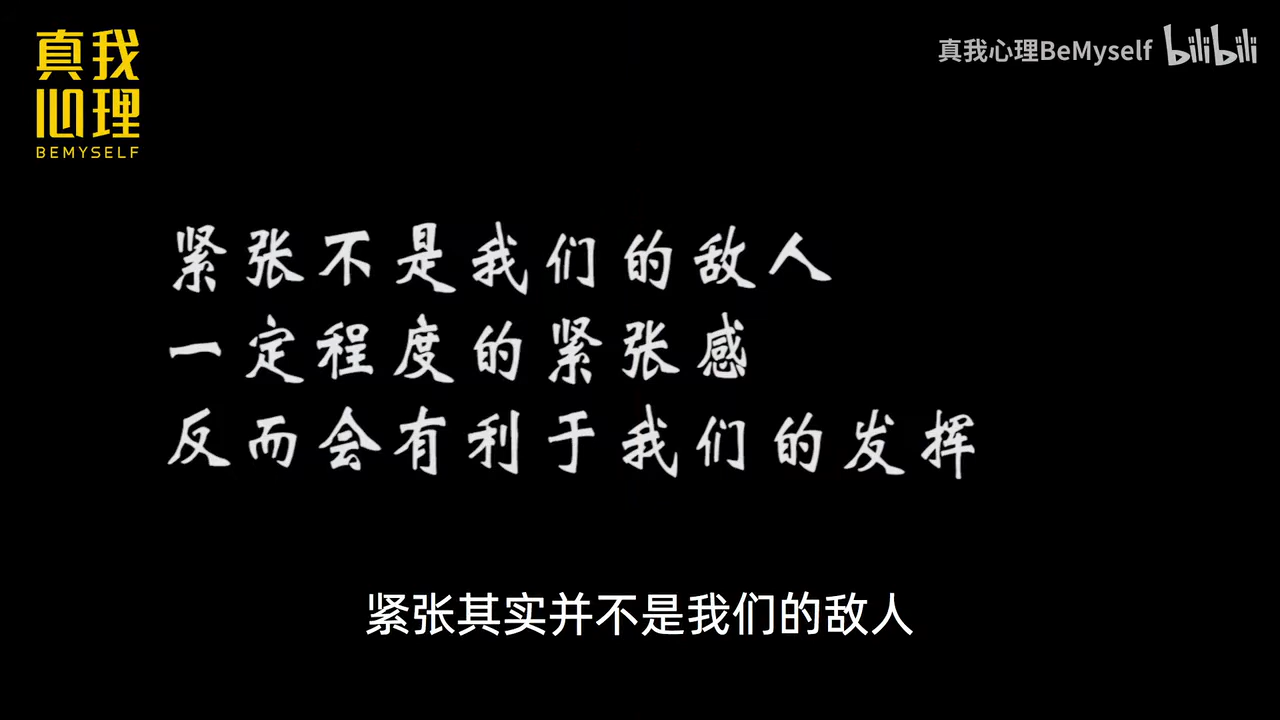 真我
心理
BEMYSELF
真我心理BeMyself bilibili
紧张不是我们的敌人
一定程度的紧张感
反而会有利于我们的发挥
紧张其实并不是我们的敌人